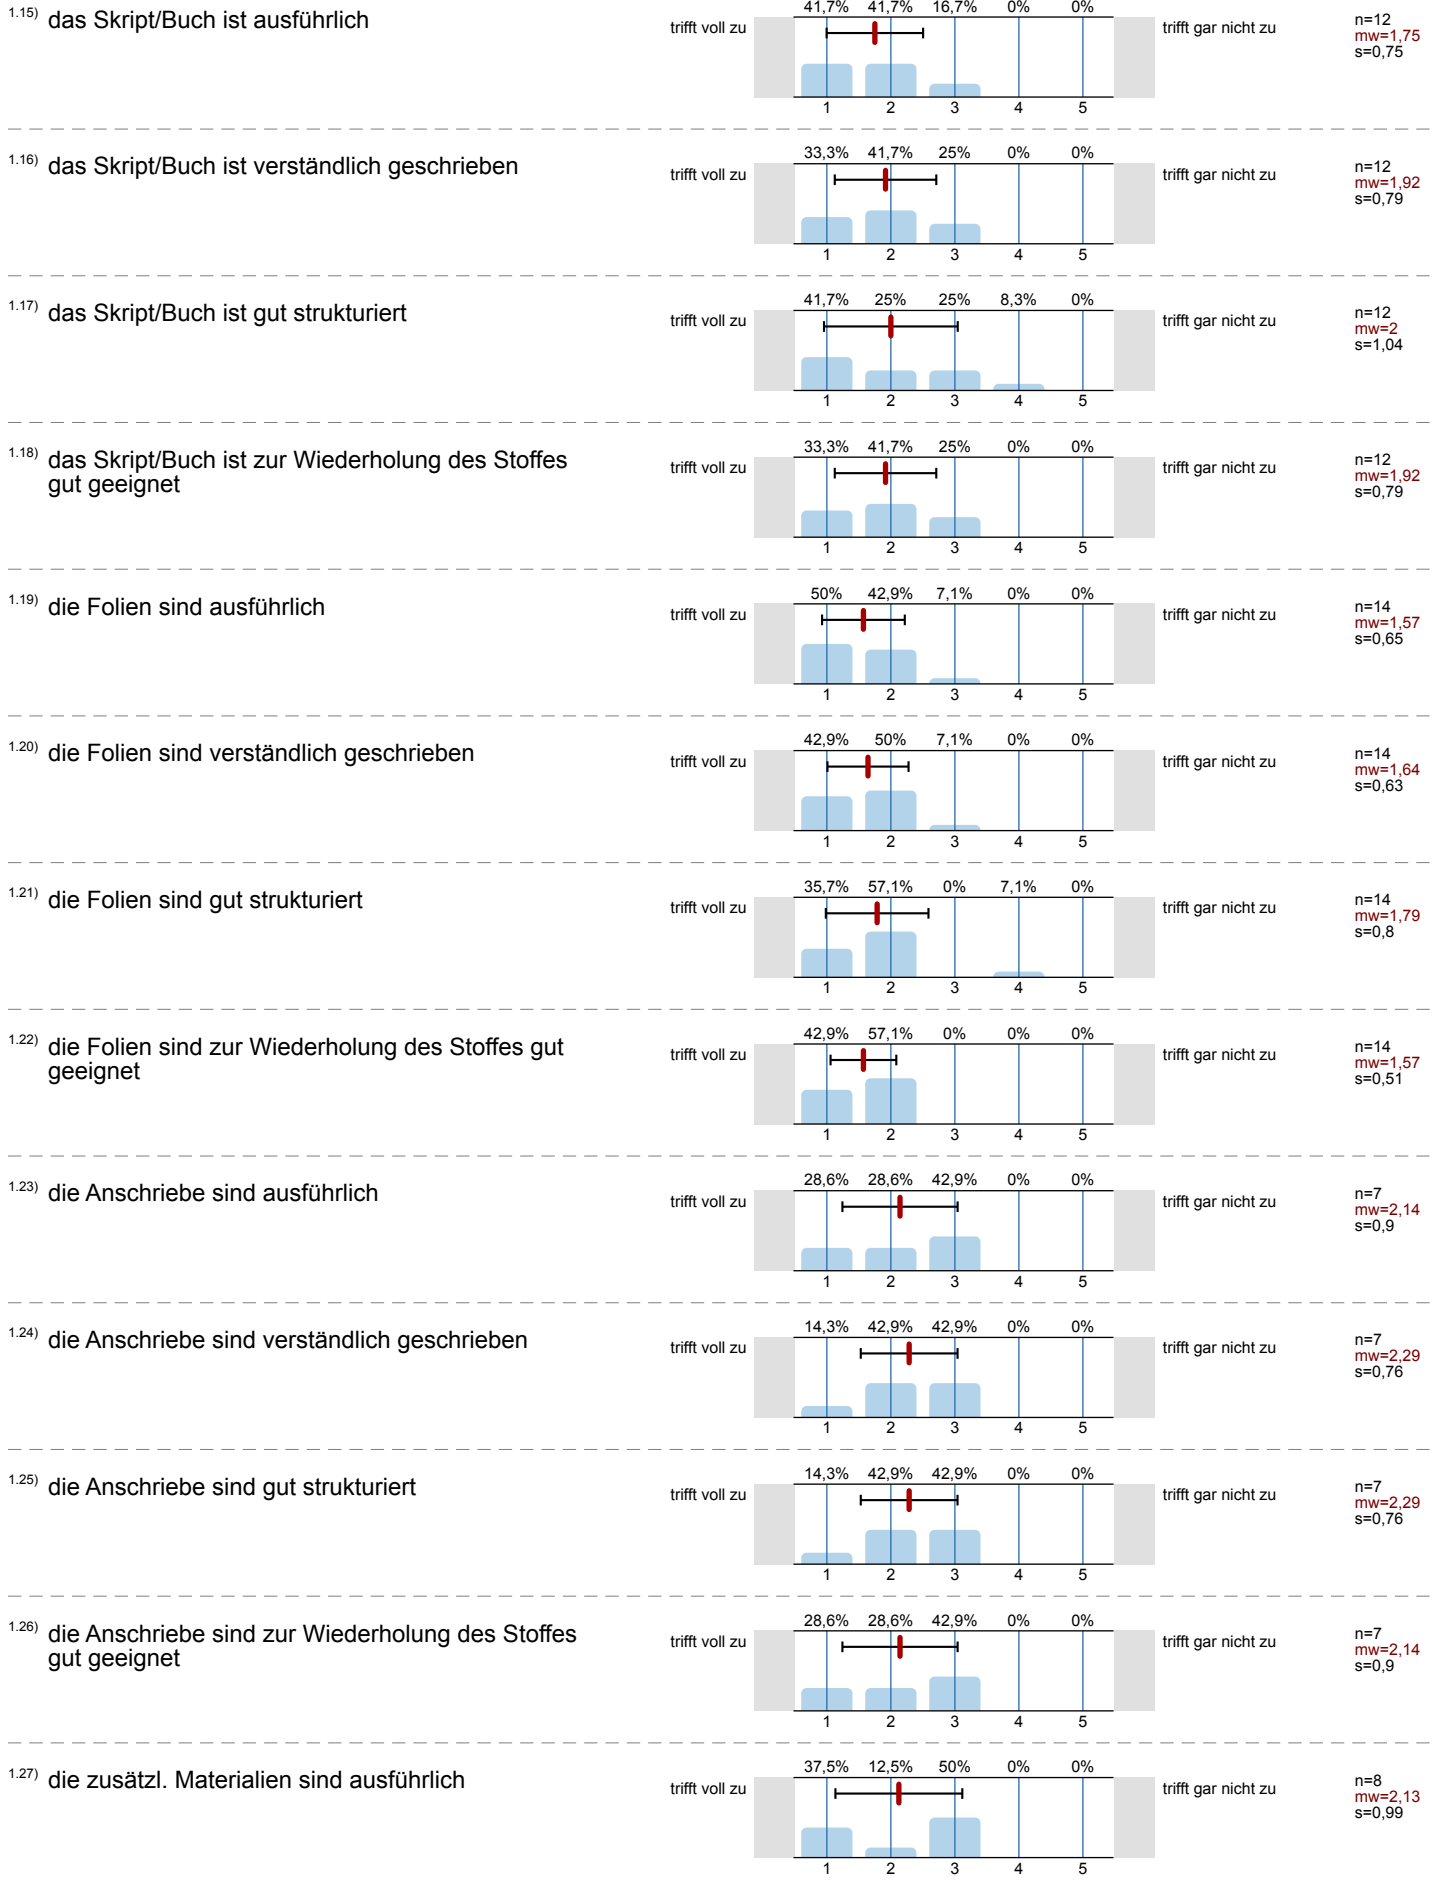 1.15) das Skript/Buch ist ausführlich
trifft voll zu
41,7% 41,7% 16,7% 0% 0%
1 2 3 4 5
trifft gar nicht zu
n=12
mw=1,75
s=0,75
1.16) das Skript/Buch ist verständlich geschrieben
trifft voll zu
33,3% 41,7% 25% 0% 0%
1 2 3 4 5
trifft gar nicht zu
n=12
mw=1,92
s=0,79
1.17) das Skript/Buch ist gut strukturiert
trifft voll zu
41,7% 25% 25% 8,3% 0%
1 2 3 4 5
trifft gar nicht zu
n=12
mw=2
s=1,04
1.18) das Skript/Buch ist zur Wiederholung des Stoffes
gut geeignet
trifft voll zu
33,3% 41,7% 25% 0% 0%
1 2 3 4 5
trifft gar nicht zu
n=12
mw=1,92
s=0,79
1.19) die Folien sind ausführlich
trifft voll zu
50% 42,9% 7,1% 0% 0%
1 2 3 4 5
trifft gar nicht zu
n=14
mw=1,57
s=0,65
1.20) die Folien sind verständlich geschrieben
trifft voll zu
42,9% 50% 7,1% 0% 0%
1 2 3 4 5
trifft gar nicht zu
n=14
mw=1,64
s=0,63
1.21) die Folien sind gut strukturiert
trifft voll zu
35,7% 57,1% 0% 7,1% 0%
1 2 3 4 5
trifft gar nicht zu
n=14
mw=1,79
s=0,8
1.22) die Folien sind zur Wiederholung des Stoffes gut
geeignet
trifft voll zu
42,9% 57,1% 0% 0% 0%
1 2 3 4 5
trifft gar nicht zu
n=14
mw=1,57
s=0,51
1.23) die Anschriebe sind ausführlich
trifft voll zu
28,6% 28,6% 42,9% 0% 0%
1 2 3 4 5
trifft gar nicht zu
n=7
mw=2,14
s=0,9
1.24) die Anschriebe sind verständlich geschrieben
trifft voll zu
14,3% 42,9% 42,9% 0% 0%
1 2 3 4 5
trifft gar nicht zu
n=7
mw=2,29
s=0,76
1.25) die Anschriebe sind gut strukturiert
trifft voll zu
14,3% 42,9% 42,9% 0% 0%
1 2 3 4 5
trifft gar nicht zu
n=7
mw=2,29
s=0,76
1.26) die Anschriebe sind zur Wiederholung des Stoffes
gut geeignet
trifft voll zu
28,6% 28,6% 42,9% 0% 0%
1 2 3 4 5
trifft gar nicht zu
n=7
mw=2,14
s=0,9
1.27) die zusätzl. Materialien sind ausführlich
trifft voll zu
37,5% 12,5% 50% 0% 0%
1 2 3 4 5
trifft gar nicht zu
n=8
mw=2,13
s=0,99